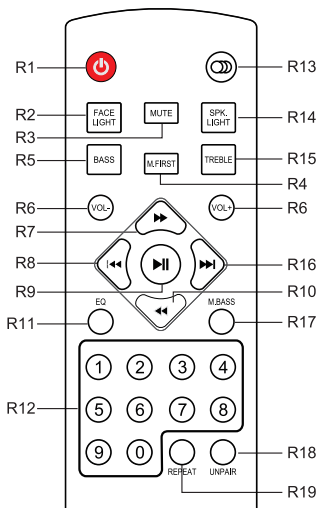 R1
R13
R2
FACE
LIGHT
MUTE
SPK.
LIGHT
R14
R3
R5
BASS
M.FIRST
TREBLE
R15
R4
R6
VOL-
VOL+
R6
R7
R8
R16
R9
R10
R11
EQ
M.BASS
R17
1
2
3
4
R12
5
6
7
8
9
0
REPEAT
UNPAIR
R18
R19